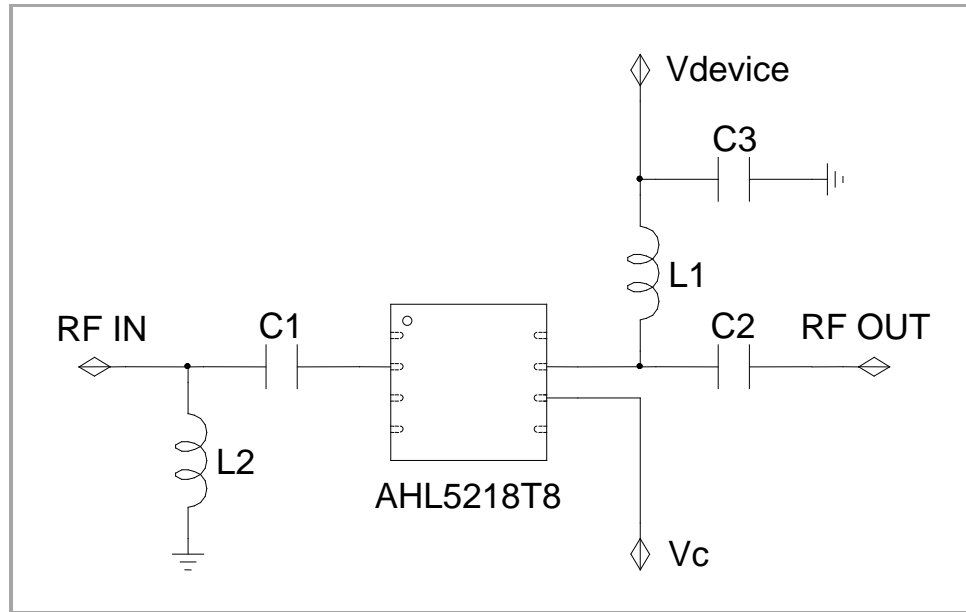 Vdevice
C3
L1
RF IN
C1
C2
RF OUT
L2
AHL5218T8
Vc